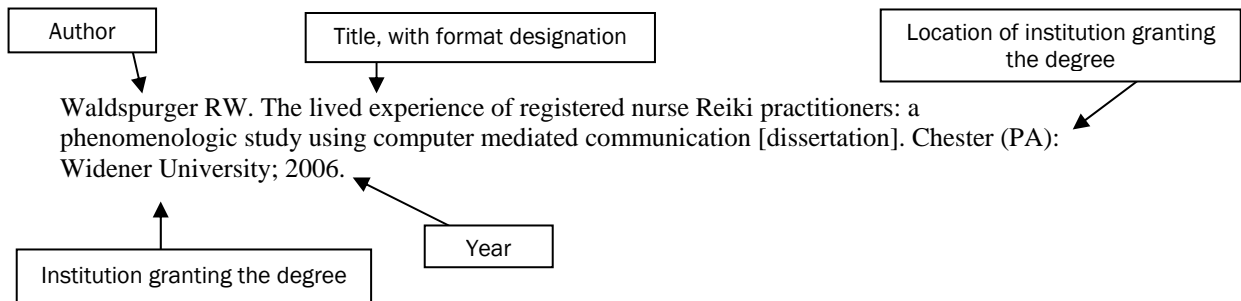 Author
Title, with format designation
Location of institution granting
the degree
Waldspurger RW. The lived experience of registered nurse Reiki practitioners: a
phenomenologic study using computer mediated communication [dissertation]. Chester (PA):
Widener University; 2006.
Year
Institution granting the degree